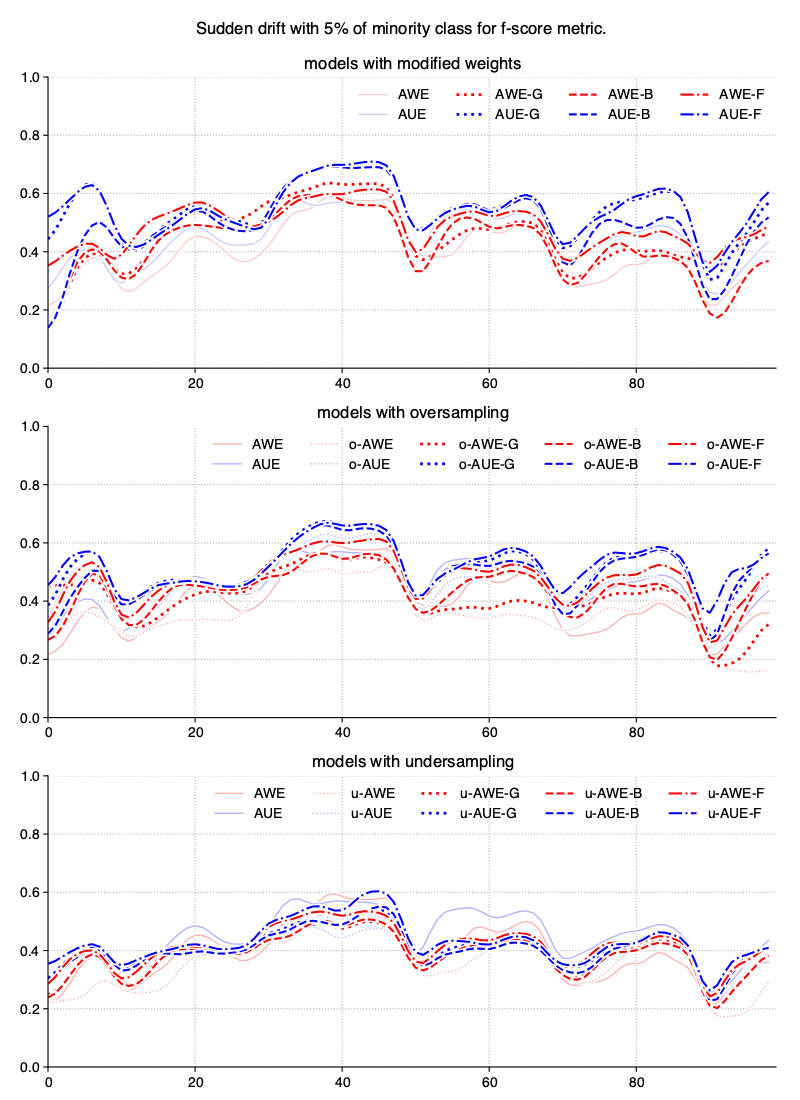 Sudden drift with 5% of minority class for f-score metric.
models with modified weights
1.0
AWE AWE-G AWE-B AWE-F
AUE AUE-G AUE-B AUE-F
0.8
0.6
0.4
0.2
0.0
0 20 40 60 80
models with oversampling
1.0
AWE o-AWE o-AWE-G o-AWE-B o-AWE-F
AUE o-AUE o-AUE-G o-AUE-B o-AUE-F
0.8
0.6
0.4
0.2
0.0
0 20 40 60 80
models with undersampling
1.0
AWE u-AWE u-AWE-G u-AWE-B u-AWE-F
AUE u-AUE u-AUE-G u-AUE-B u-AUE-F
0.8
0.6
0.4
0.2
0.0
0 20 40 60 80